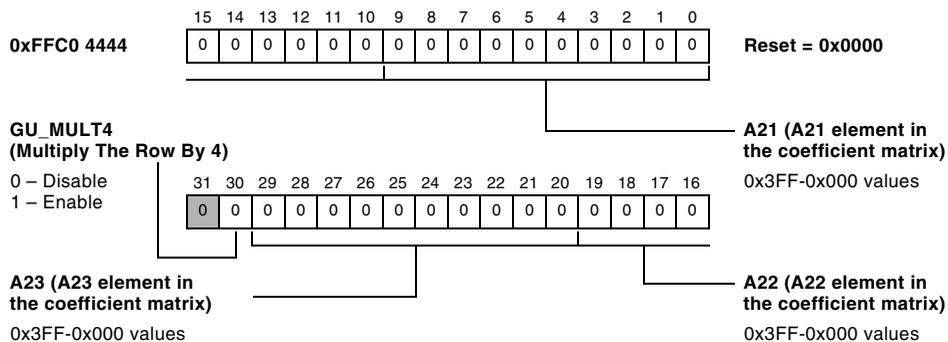 15 14 13 12 11 10 9 8 7 6 5 4 3 2 1 0
0xFFC0 4444
0 0 0 0 0 0 0 0 0 0 0 0 0 0 0 0
Reset = 0x0000
A21 (A21 element in
the coefficient matrix)
0x3FF-0x000 values
GU_MULT4
(Multiply The Row By 4)
0 – Disable
1 – Enable
31 30 29 28 27 26 25 24 23 22 21 20 19 18 17 16
0 0 0 0 0 0 0 0 0 0 0 0 0 0 0 0
A23 (A23 element in
the coefficient matrix)
0x3FF-0x000 values
A22 (A22 element in
the coefficient matrix)
0x3FF-0x000 values